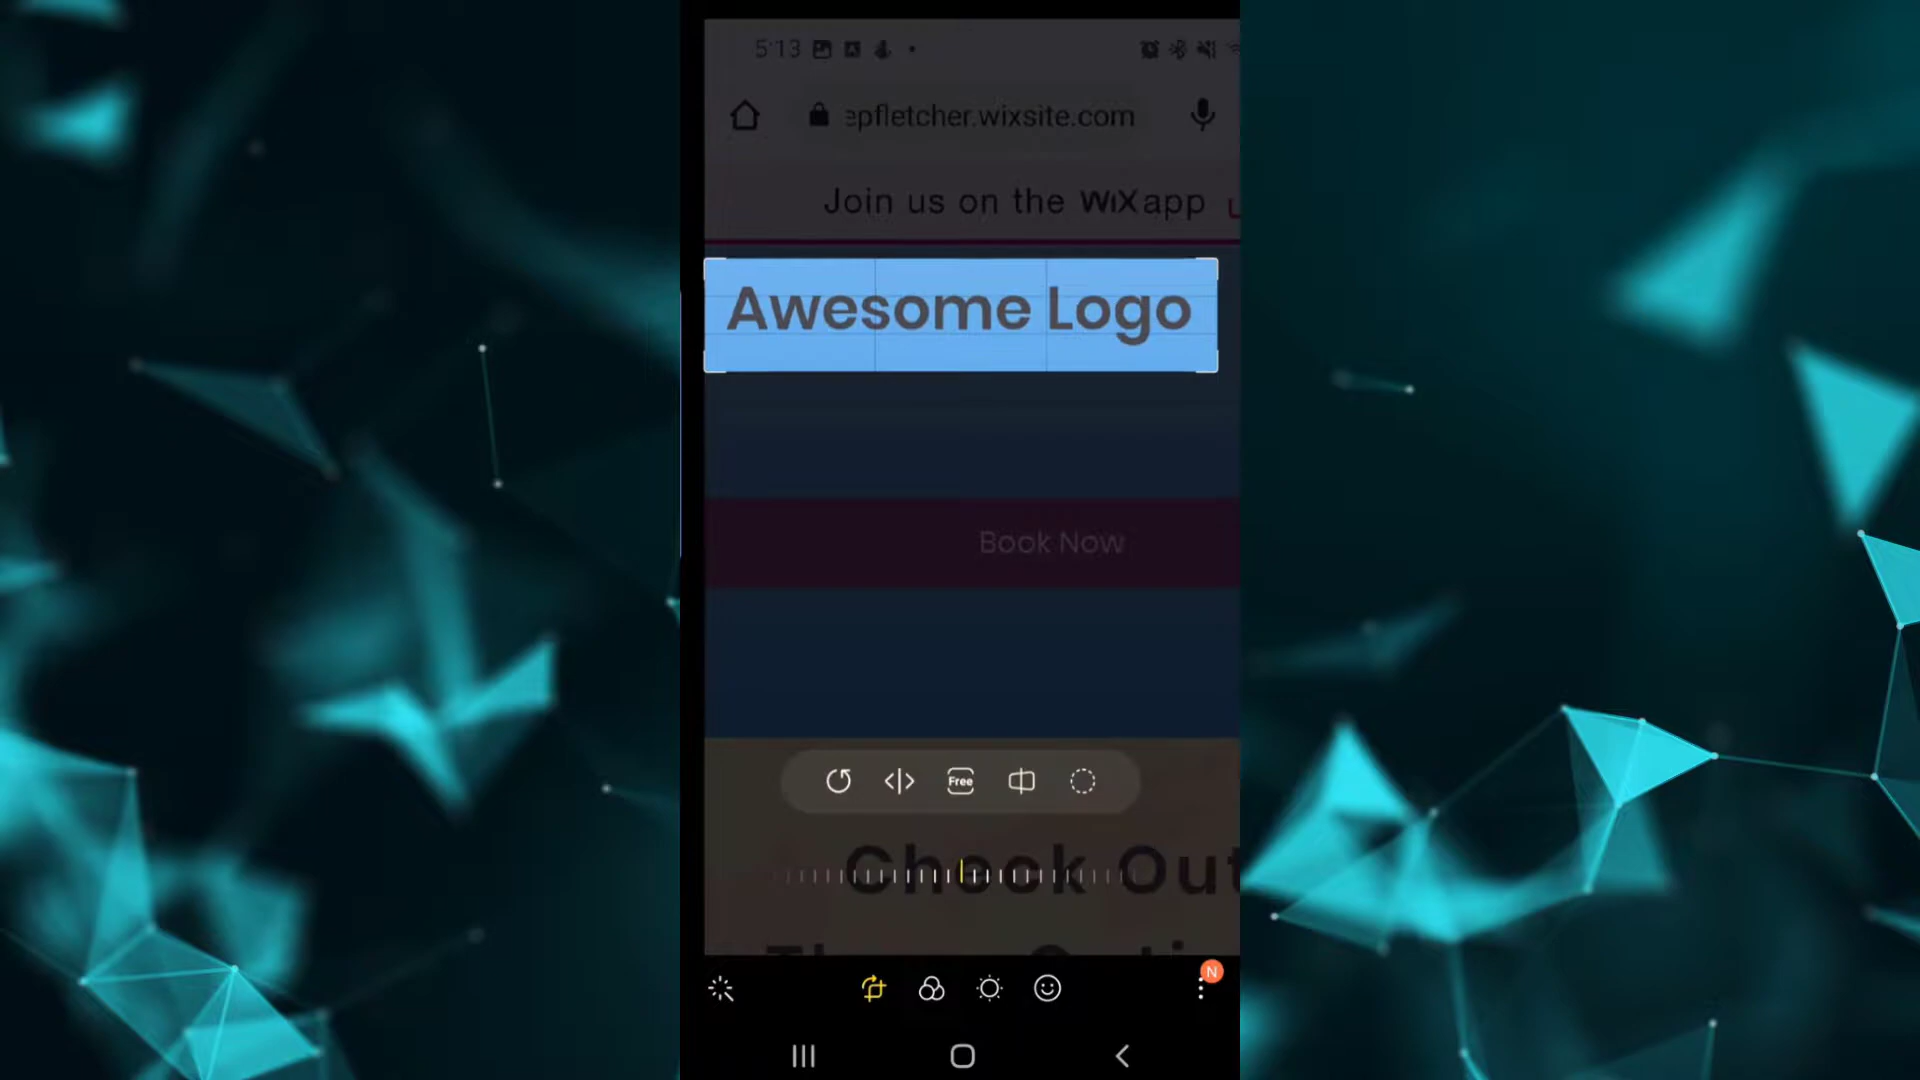 5:13
epfletcher.wixsite.com
Join us on the WiX app
Awesome Logo
Book Now
Free
Check Out
N